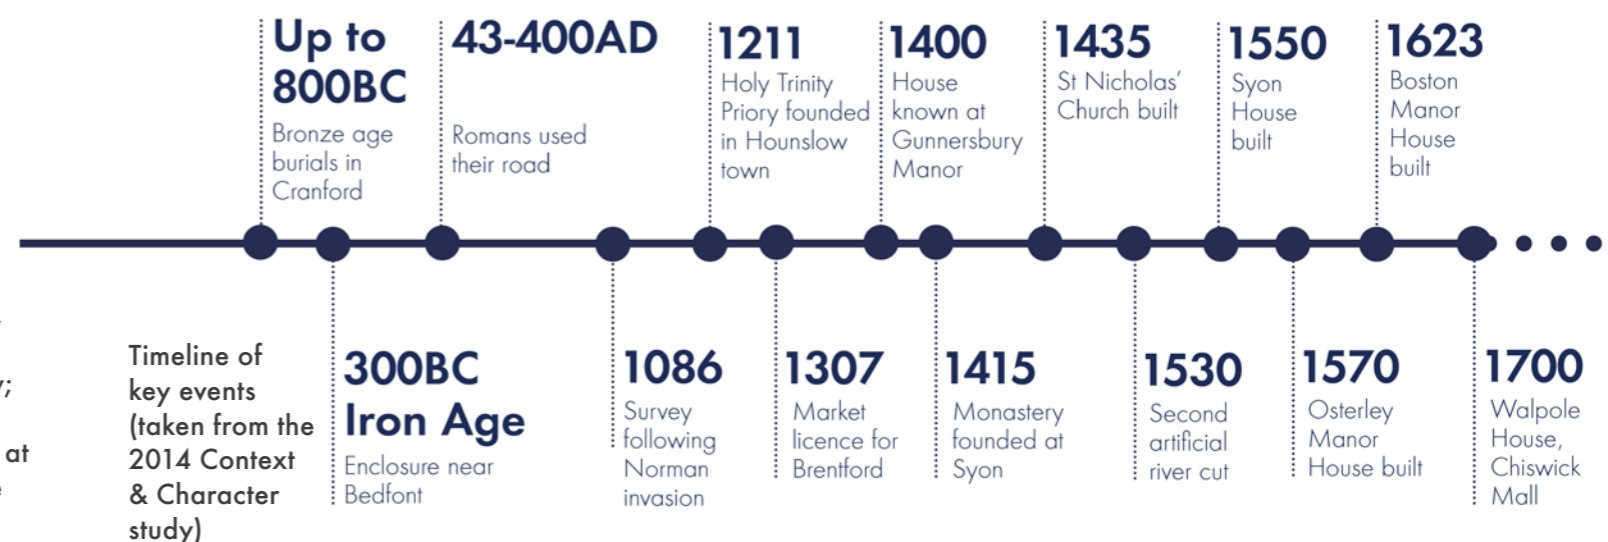 Up to
800BC
Bronze age
burials in
Cranford
43-400AD
Romans used
their road
1211
Holy Trinity
Priory founded
in Hounslow
town
1400
House
known at
Gunnersbury
Manor
1435
St Nicholas’
Church built
1550
Syon
House
built
1623
Boston
Manor
House
built
at
Timeline of
key events
(taken from the
2014 Context
& Character
study)
300BC
Iron Age
Enclosure near
Bedfont
1086
Survey
following
Norman
invasion
1307
Market
licence for
Brentford
1415
Monastery
founded at
Syon
1530
Second
artificial
river cut
1570
Osterley
Manor
House built
1700
Walpole
House,
Chiswick
Mall